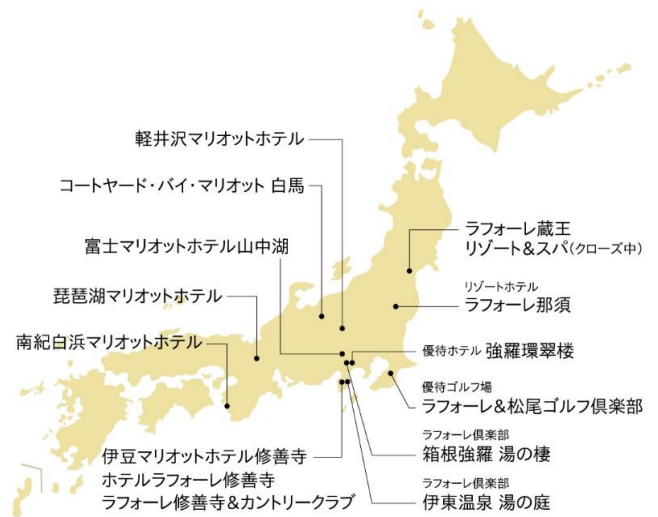 軽井沢マリオットホテル
コートヤード・バイ・マリオット 白馬
富士マリオットホテル山中湖
琵琶湖マリオットホテル
南紀白浜マリオットホテル
伊豆マリオットホテル修善寺
ホテルラフォーレ修善寺
ラフォーレ修善寺&カントリークラブ
ラフォーレ蔵王
リゾート&スパ(クローズ中)
リゾートホテル
ラフォーレ那須
優待ホテル 強羅環翠楼
優待ゴルフ場
ラフォーレ&松尾ゴルフ倶楽部
ラフォーレ倶楽部
箱根強羅 湯の棲
ラフォーレ倶楽部
伊東温泉 湯の庭